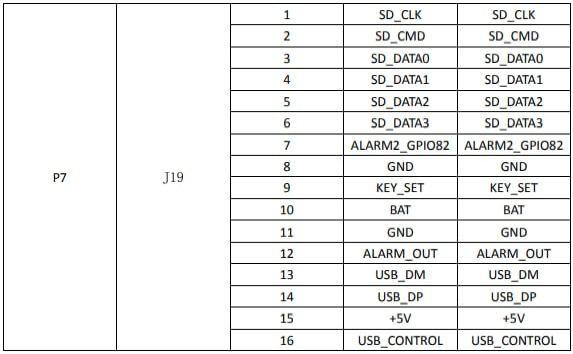 1 SD_CLK SD_CLK
2 SD_CMD SD_CMD
3 SD_DATA0 SD_DATA0
4 SD_DATA1 SD_DATA1
5 SD_DATA2 SD_DATA2
6 SD_DATA3 SD_DATA3
7 ALARM2_GPIO82 ALARM2_GPIO82
8 GND GND
P7 J19
9 KEY_SET KEY_SET
10 BAT BAT
11 GND GND
12 ALARM_OUT ALARM_OUT
13 USB_DM USB_DM
14 USB_DP USB_DP
15 +5V +5V
16 USB_CONTROL USB_CONTROL